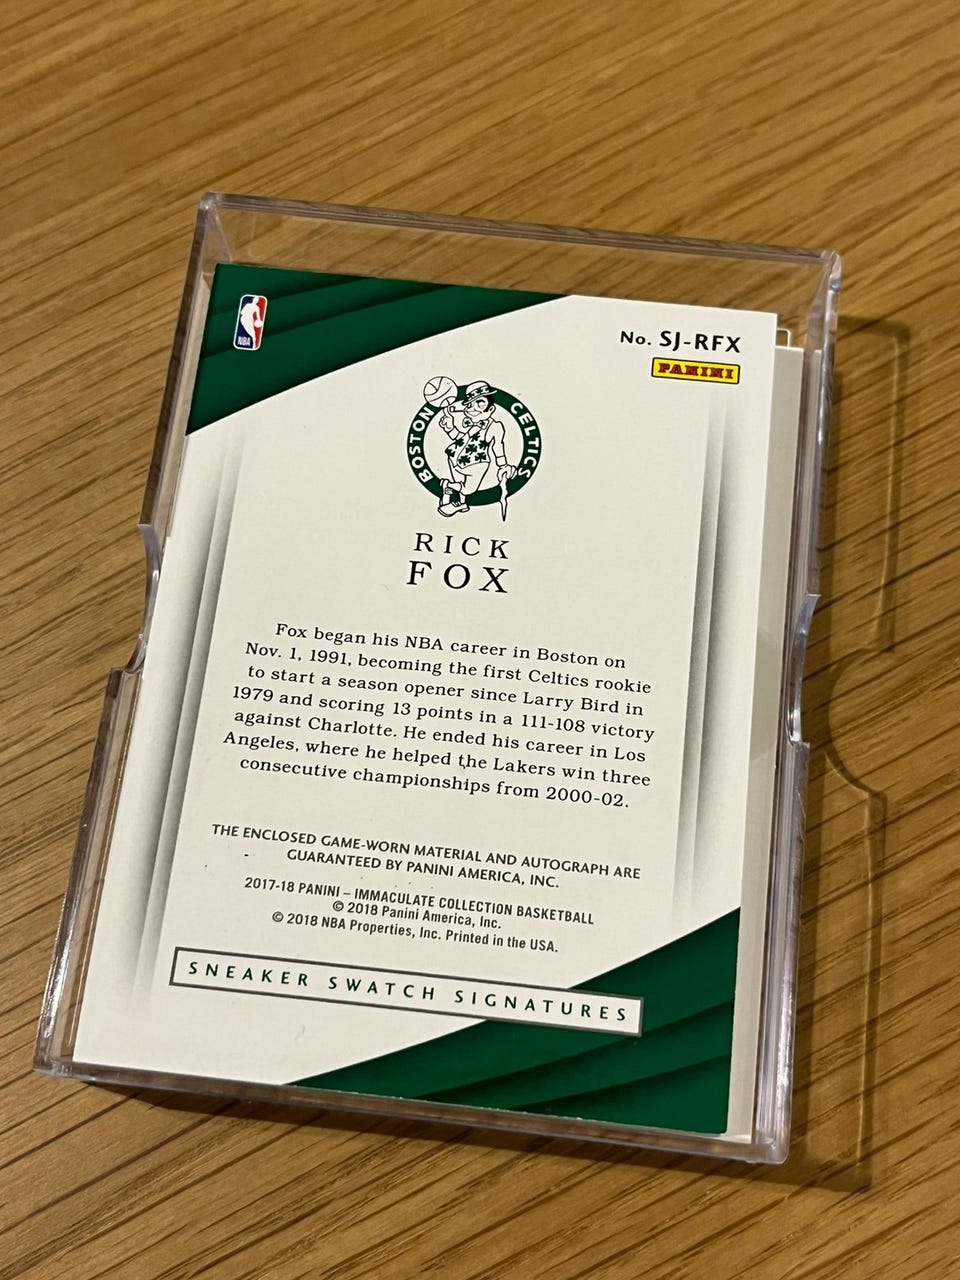 NBA
No. SJ-RFX
PANINI
BOSTON CELTICS
RICK
FOX
Fox began his NBA career in Boston on
Nov. 1, 1991, becoming the first Celtics rookie
to start a season opener since Larry Bird in
1979 and scoring 13 points in a 111-108 victory
against Charlotte. He ended his career in Los
Angeles, where he helped the Lakers win three
consecutive championships from 2000-02.
THE ENCLOSED GAME-WORN MATERIAL AND AUTOGRAPH ARE
GUARANTEED BY PANINI AMERICA, INC.
2017-18 PANINI – IMMACULATE COLLECTION BASKETBALL
© 2018 Panini America, Inc.
© 2018 NBA Properties, Inc. Printed in the USA.
SNEAKER SWATCH SIGNATURES